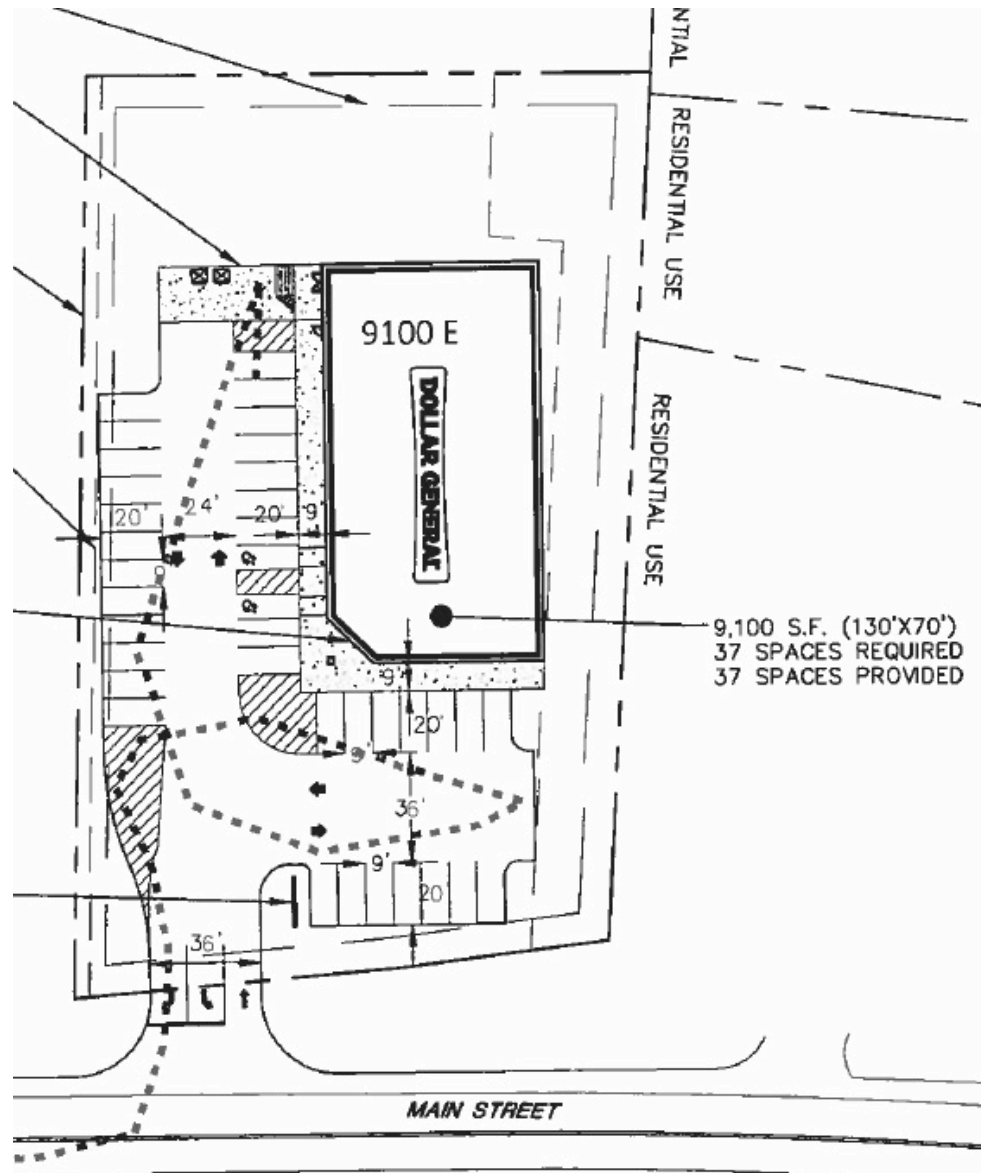 NTIAL
RESIDENTIAL USE
RESIDENTIAL USE
9100 E
DOLLAR GENERAL
20'
24'
20'
9'
9,100 S.F. (130'X70')
37 SPACES REQUIRED
37 SPACES PROVIDED
9'
20'
9'
36'
9'
20'
36'
MAIN STREET